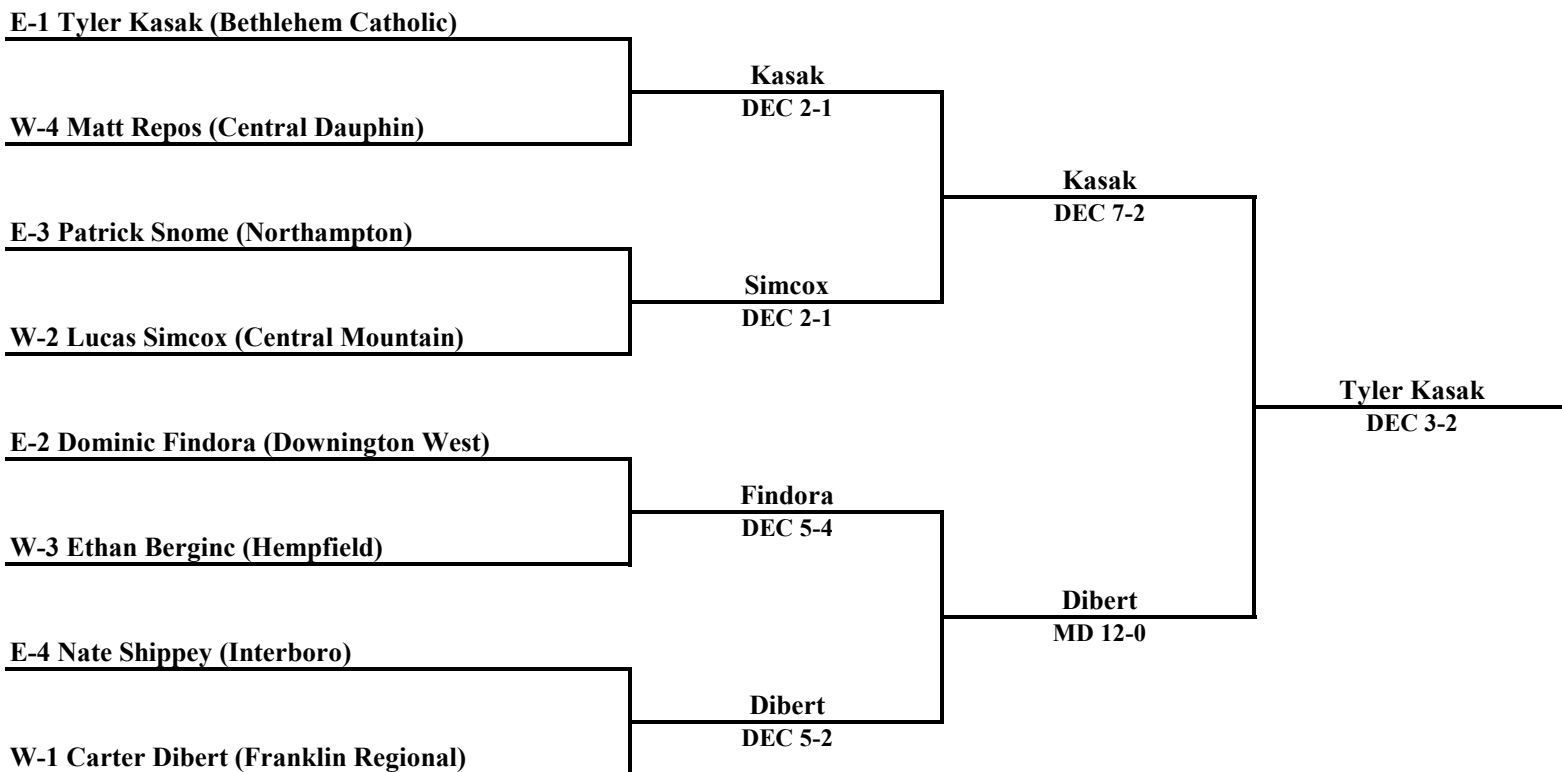 E-1 Tyler Kasak (Bethlehem Catholic)
Kasak
DEC 2-1
W-4 Matt Repos (Central Dauphin)
Kasak
DEC 7-2
E-3 Patrick Snome (Northampton)
Simcox
DEC 2-1
W-2 Lucas Simcox (Central Mountain)
Tyler Kasak
DEC 3-2
E-2 Dominic Findora (Downington West)
Findora
DEC 5-4
W-3 Ethan Berginc (Hempfield)
Dibert
MD 12-0
E-4 Nate Shippey (Interboro)
Dibert
DEC 5-2
W-1 Carter Dibert (Franklin Regional)